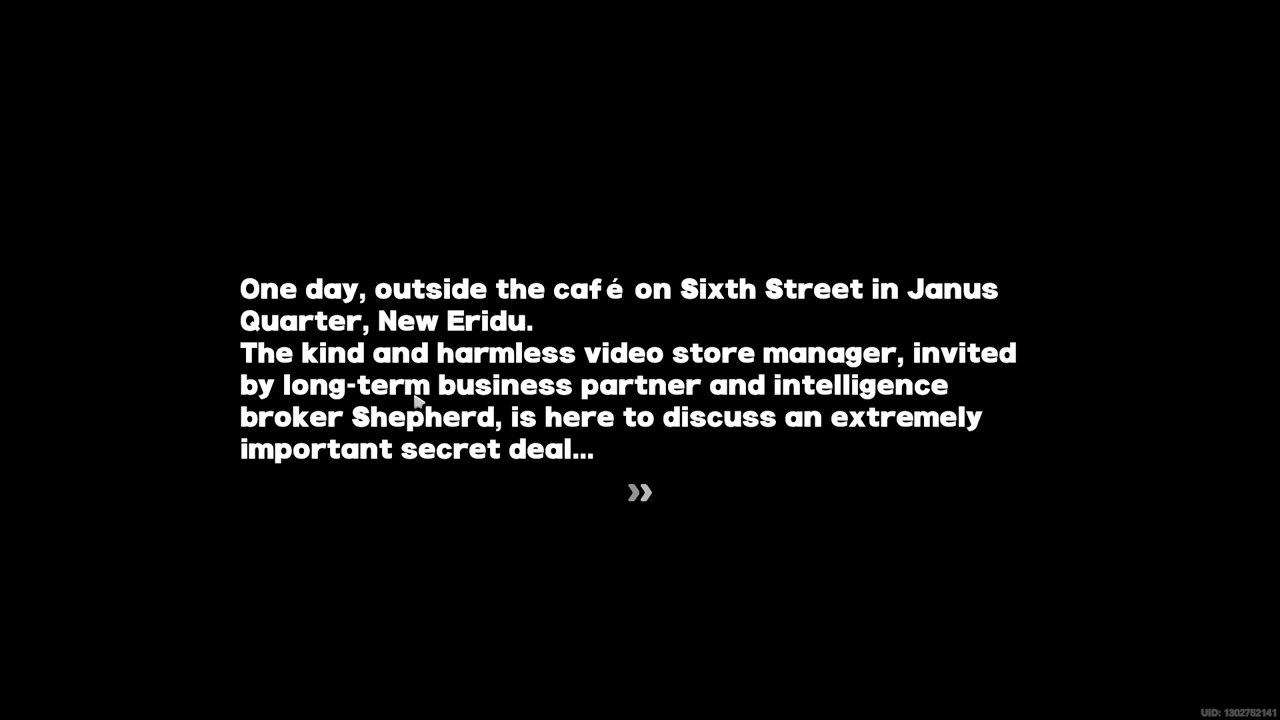 One day, outside the café on Sixth Street in Janus
Quarter, New Eridu.
The kind and harmless video store manager, invited
by long-term business partner and intelligence
broker Shepherd, is here to discuss an extremely
important secret deal...
UID: 1302752141